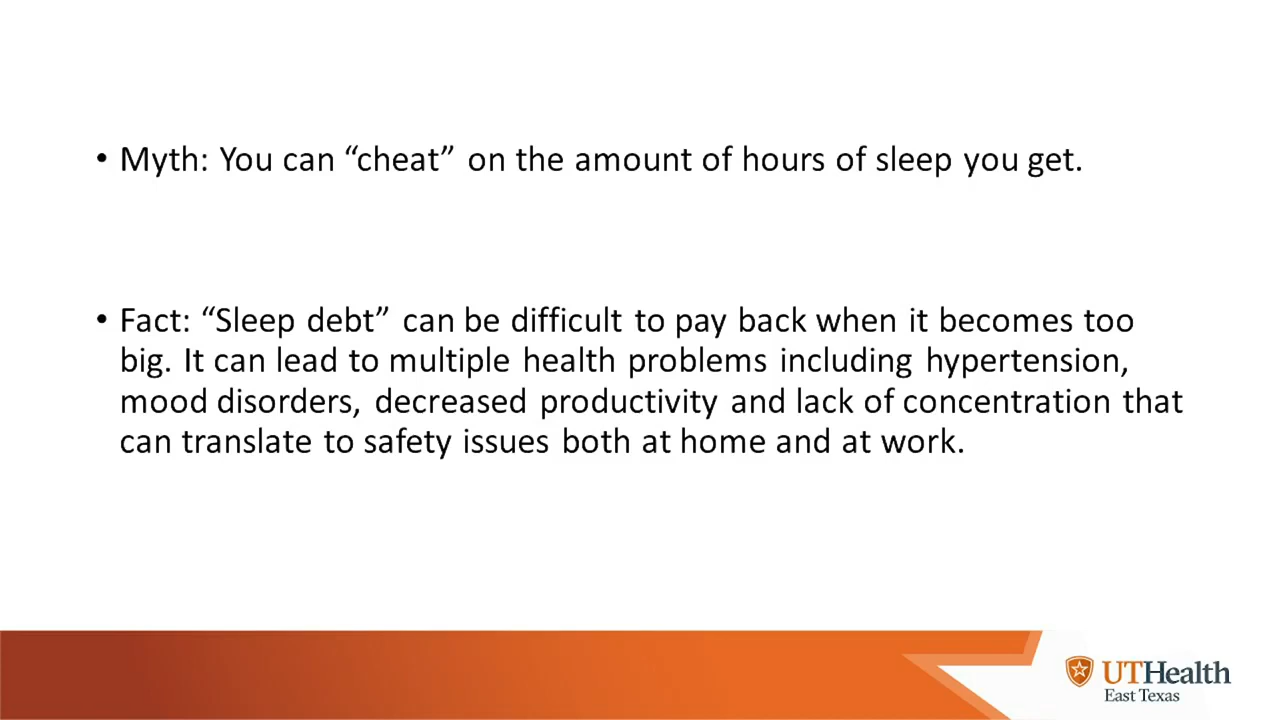 • Myth: You can “cheat” on the amount of hours of sleep you get.
• Fact: “Sleep debt” can be difficult to pay back when it becomes too
big. It can lead to multiple health problems including hypertension,
mood disorders, decreased productivity and lack of concentration that
can translate to safety issues both at home and at work.
UTHealth
East Texas